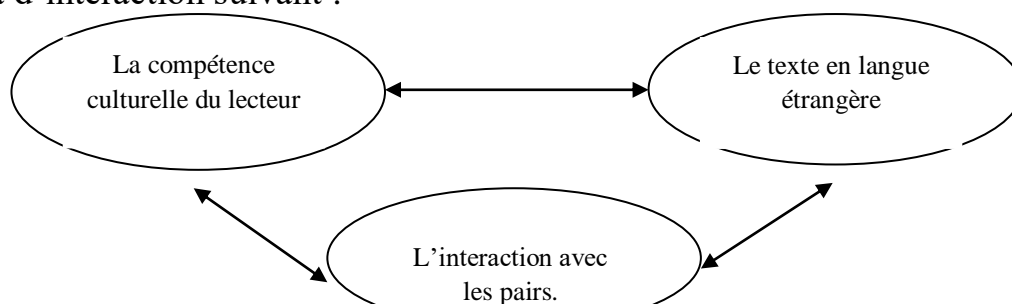 d'interaction suivant :
La compétence
culturelle du lecteur
Le texte en langue
étrangère
L'interaction avec
les pairs.